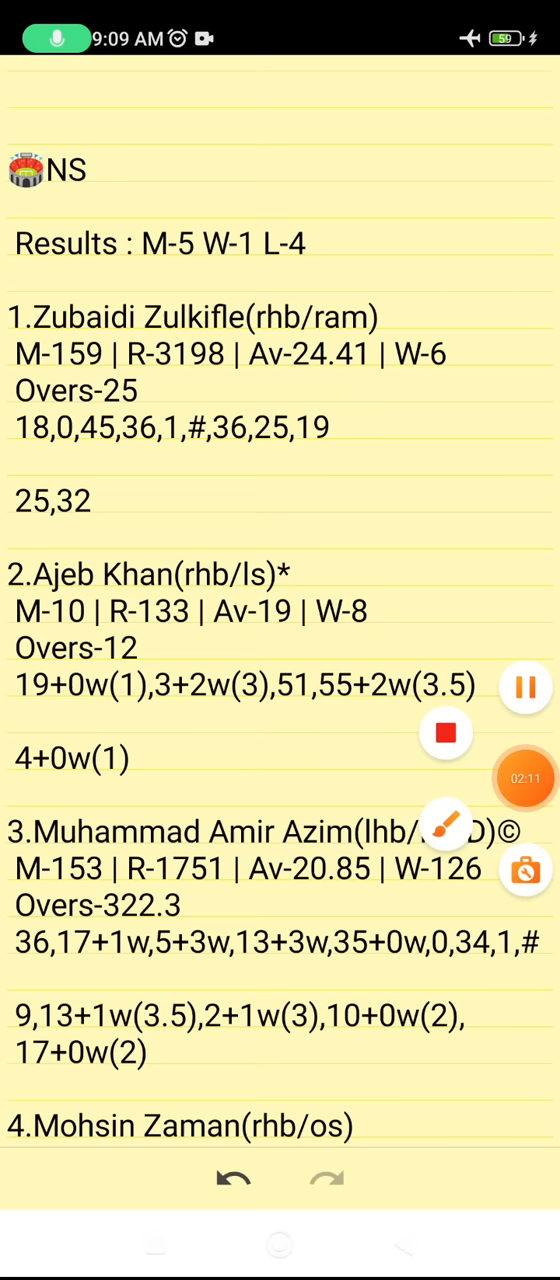 9:09 AM
59
NS
Results : M-5 W-1 L-4
1.Zubaidi Zulkifle(rhb/ram)
M-159 | R-3198 | Av-24.41 | W-6
Overs-25
18,0,45,36,1,#,36,25,19
25,32
2.Ajeb Khan(rhb/ls)*
M-10 | R-133 | Av-19 | W-8
Overs-12
19+0w(1),3+2w(3),51,55+2w(3.5)
4+0w(1)
02:11
3.Muhammad Amir Azim(lhb/ D)©
M-153 | R-1751 | Av-20.85 | W-126
Overs-322.3
36,17+1w,5+3w,13+3w,35+0w,0,34,1,#
9,13+1w(3.5),2+1w(3),10+0w(2),
17+0w(2)
4.Mohsin Zaman(rhb/os)